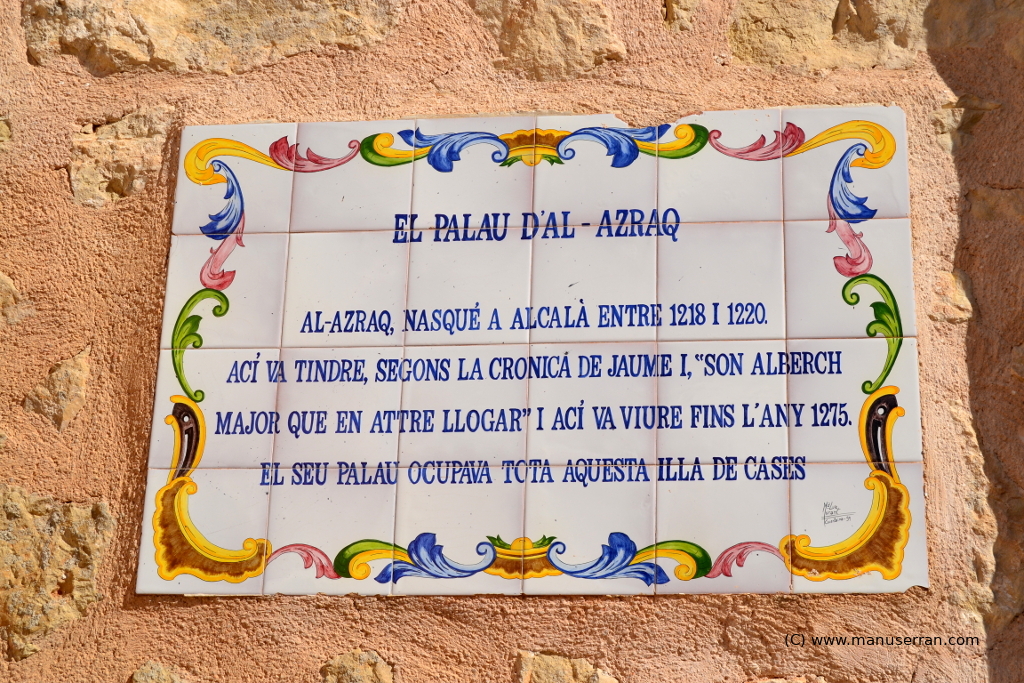 EL PALAU D'AL - AZRAQ
AL-AZRAQ, NASQUÉ A ALCALÀ ENTRE 1218 I 1220.
ACÍ VA TINDRE, SEGONS LA CRONICÁ DE JAUME I, "SON ALBERCH
MAJOR QUE EN ATTRE LLOGAR" I ACÍ VA VIURE FINS L'ANY 1275.
EL SEU PALAU OCUPAVA TOTA AQUESTA ILLA DE CASES
(C) www.manuserran.com